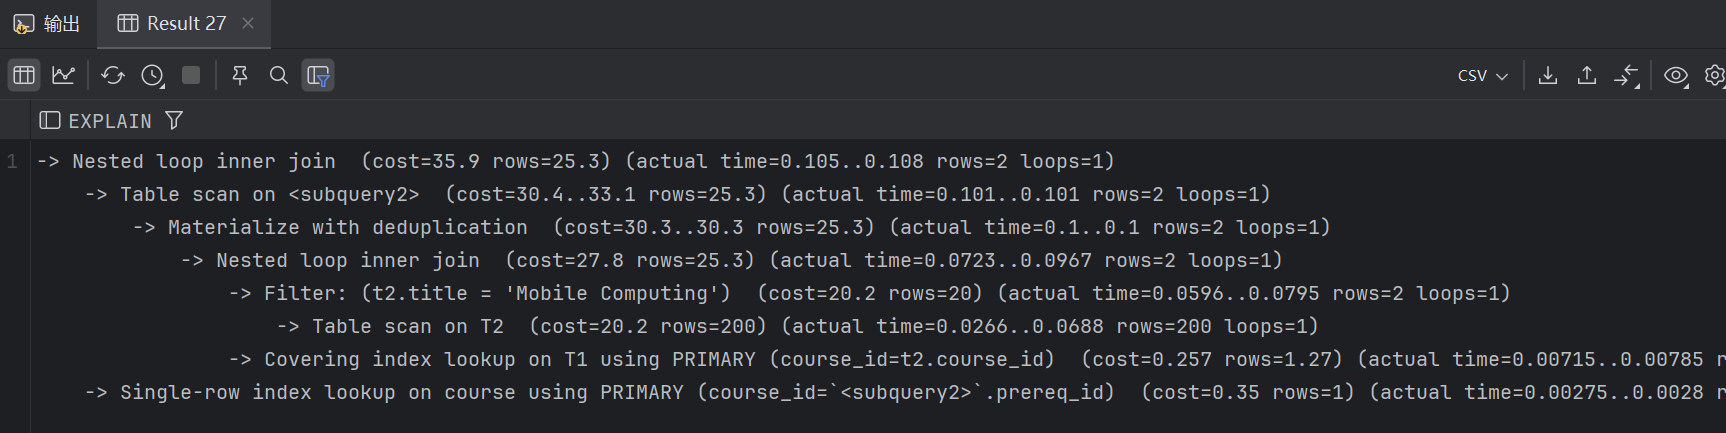 输出 Result 27
CSV
EXPLAIN
1 -> Nested loop inner join  (cost=35.9 rows=25.3) (actual time=0.105..0.108 rows=2 loops=1)
-> Table scan on <subquery2>  (cost=30.4..33.1 rows=25.3) (actual time=0.101..0.101 rows=2 loops=1)
-> Materialize with deduplication  (cost=30.3..30.3 rows=25.3) (actual time=0.1..0.1 rows=2 loops=1)
-> Nested loop inner join  (cost=27.8 rows=25.3) (actual time=0.0723..0.0967 rows=2 loops=1)
-> Filter: (t2.title = 'Mobile Computing')  (cost=20.2 rows=20) (actual time=0.0596..0.0795 rows=2 loops=1)
-> Table scan on T2  (cost=20.2 rows=200) (actual time=0.0266..0.0688 rows=200 loops=1)
-> Covering index lookup on T1 using PRIMARY (course_id=t2.course_id)  (cost=0.257 rows=1.27) (actual time=0.00715..0.00785 r
-> Single-row index lookup on course using PRIMARY (course_id=`<subquery2>`.prereq_id)  (cost=0.35 rows=1) (actual time=0.00275..0.0028 r